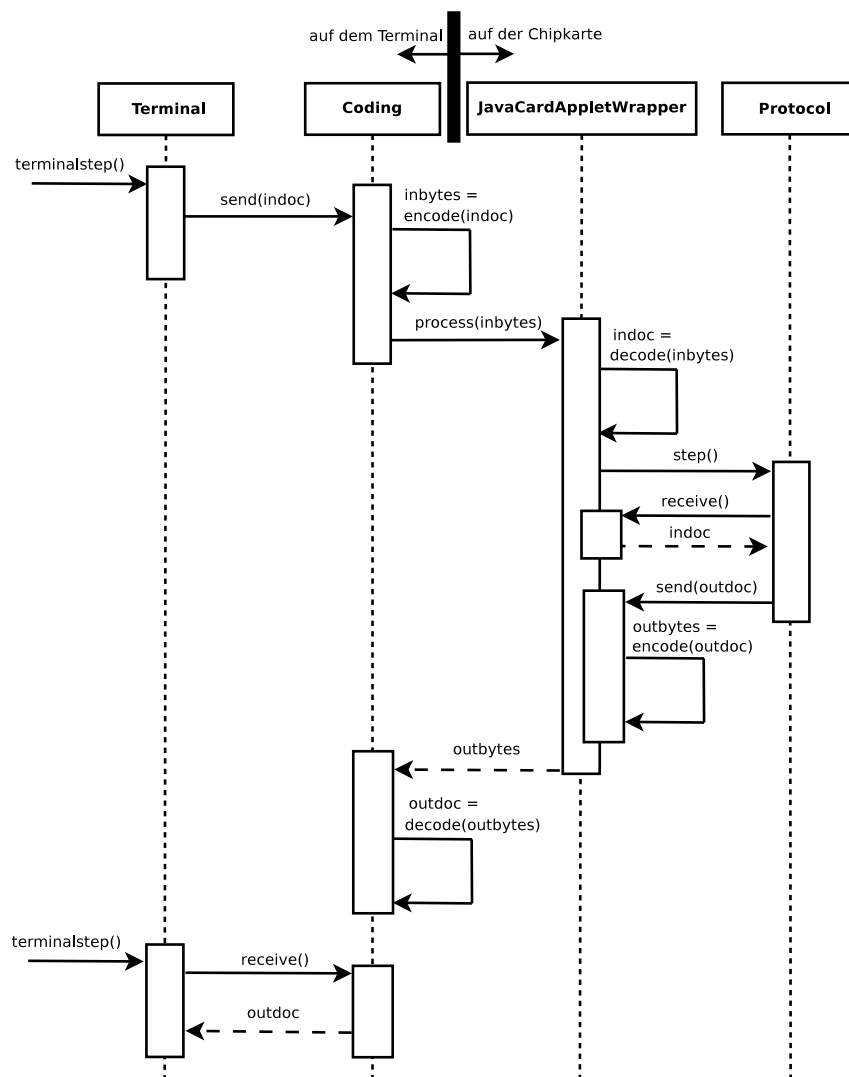 auf dem Terminal
auf der Chipkarte
Terminal
Coding
JavaCardAppletWrapper
Protocol
terminalstep()
send(indoc)
inbytes =
encode(indoc)
process(inbytes)
indoc =
decode(inbytes)
step()
receive()
indoc
send(outdoc)
outbytes =
encode(outdoc)
outbytes
outdoc =
decode(outbytes)
terminalstep()
receive()
outdoc